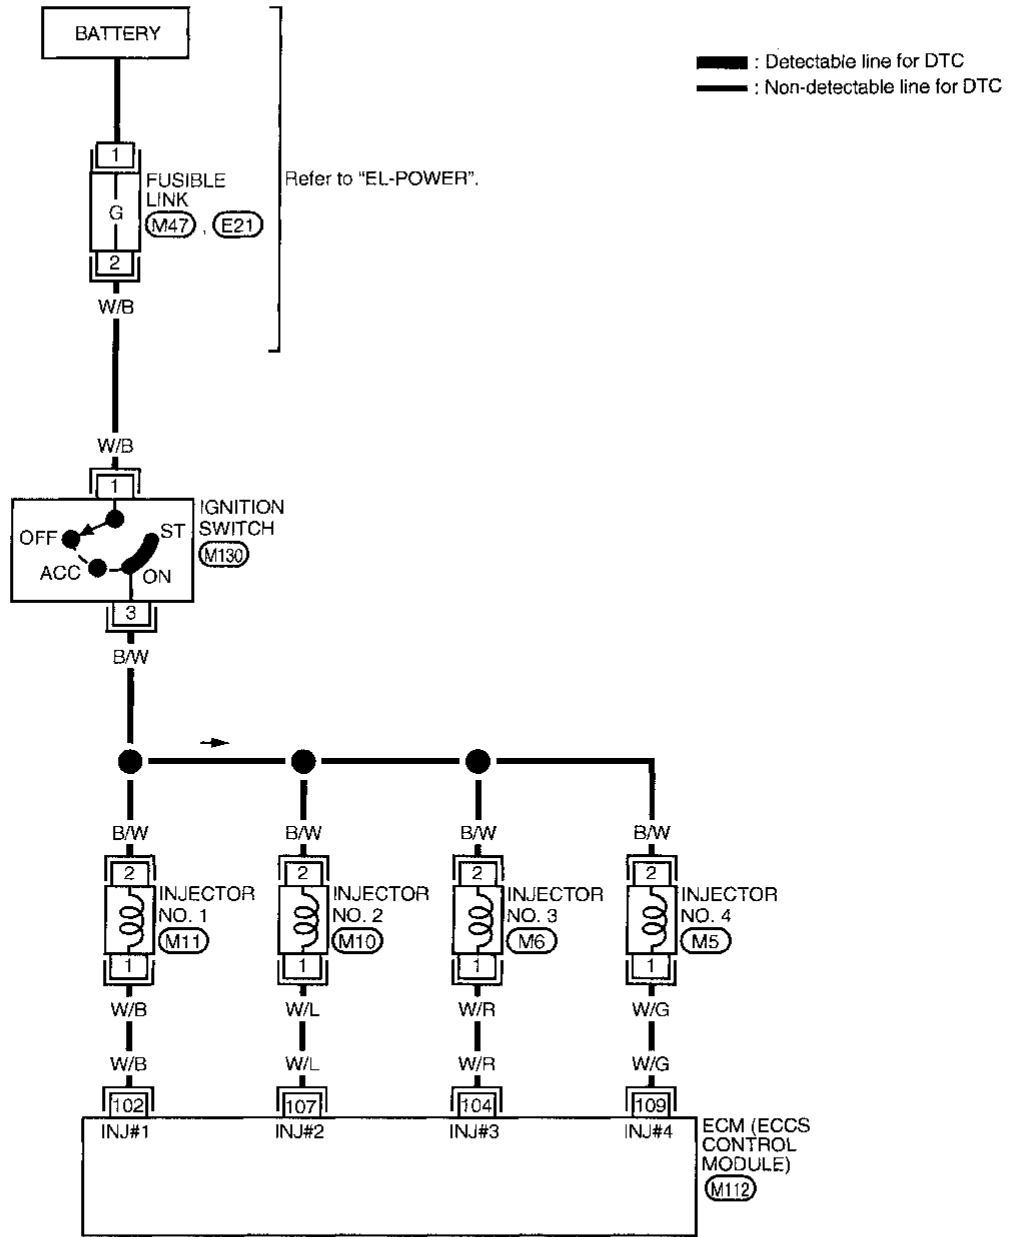 BATTERY
: Detectable line for DTC
: Non-detectable line for DTC
1
FUSIBLE
LINK
G
M47 , E21
Refer to "EL-POWER".
2
W/B
W/B
1
IGNITION
SWITCH
M130
OFF
ST
ACC
ON
3
B/W
B/W B/W B/W B/W
2 2 2 2
INJECTOR
NO. 1
M11
INJECTOR
NO. 2
M10
INJECTOR
NO. 3
M6
INJECTOR
NO. 4
M5
1 1 1 1
W/B W/L W/R W/G
W/B W/L W/R W/G
102 107 104 109
INJ#1 INJ#2 INJ#3 INJ#4
ECM (ECCS
CONTROL
MODULE)
M112